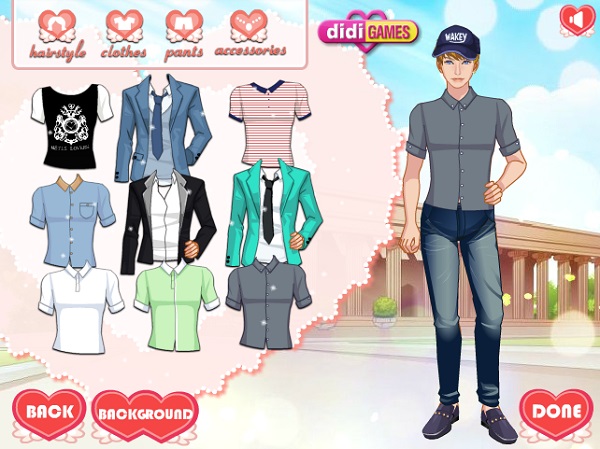 hairstyle clothes pants accessories
didi GAMES
WAKEY
BACK
BACKGROUND
DONE